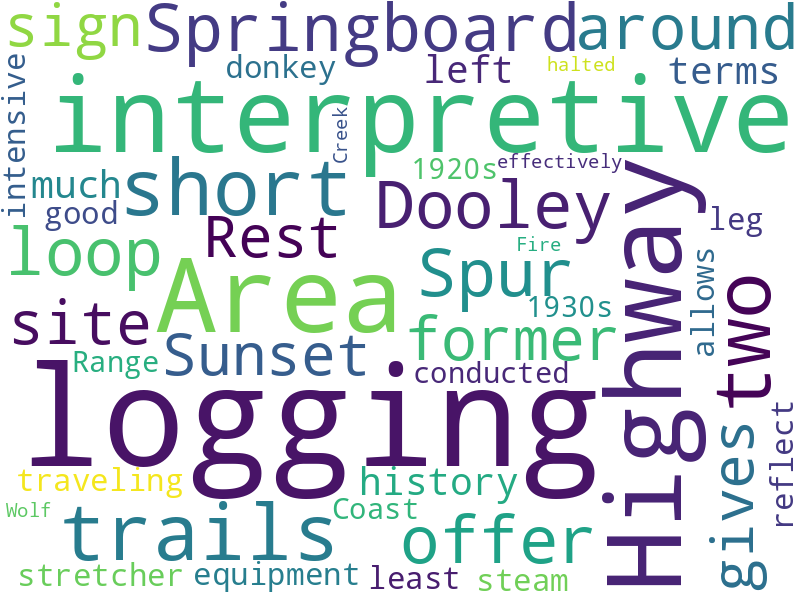 sign Springboard around
donkey left halted terms
intensive interpretive
Creek
much short 1920s effectively
good Dooley leg
loop Rest Highway
Area Spur Fire allows
site 1930s two
Sunset former
Range conducted
logging
gives reflect
traveling history
Wolf trails Coast offer
stretcher equipment least steam